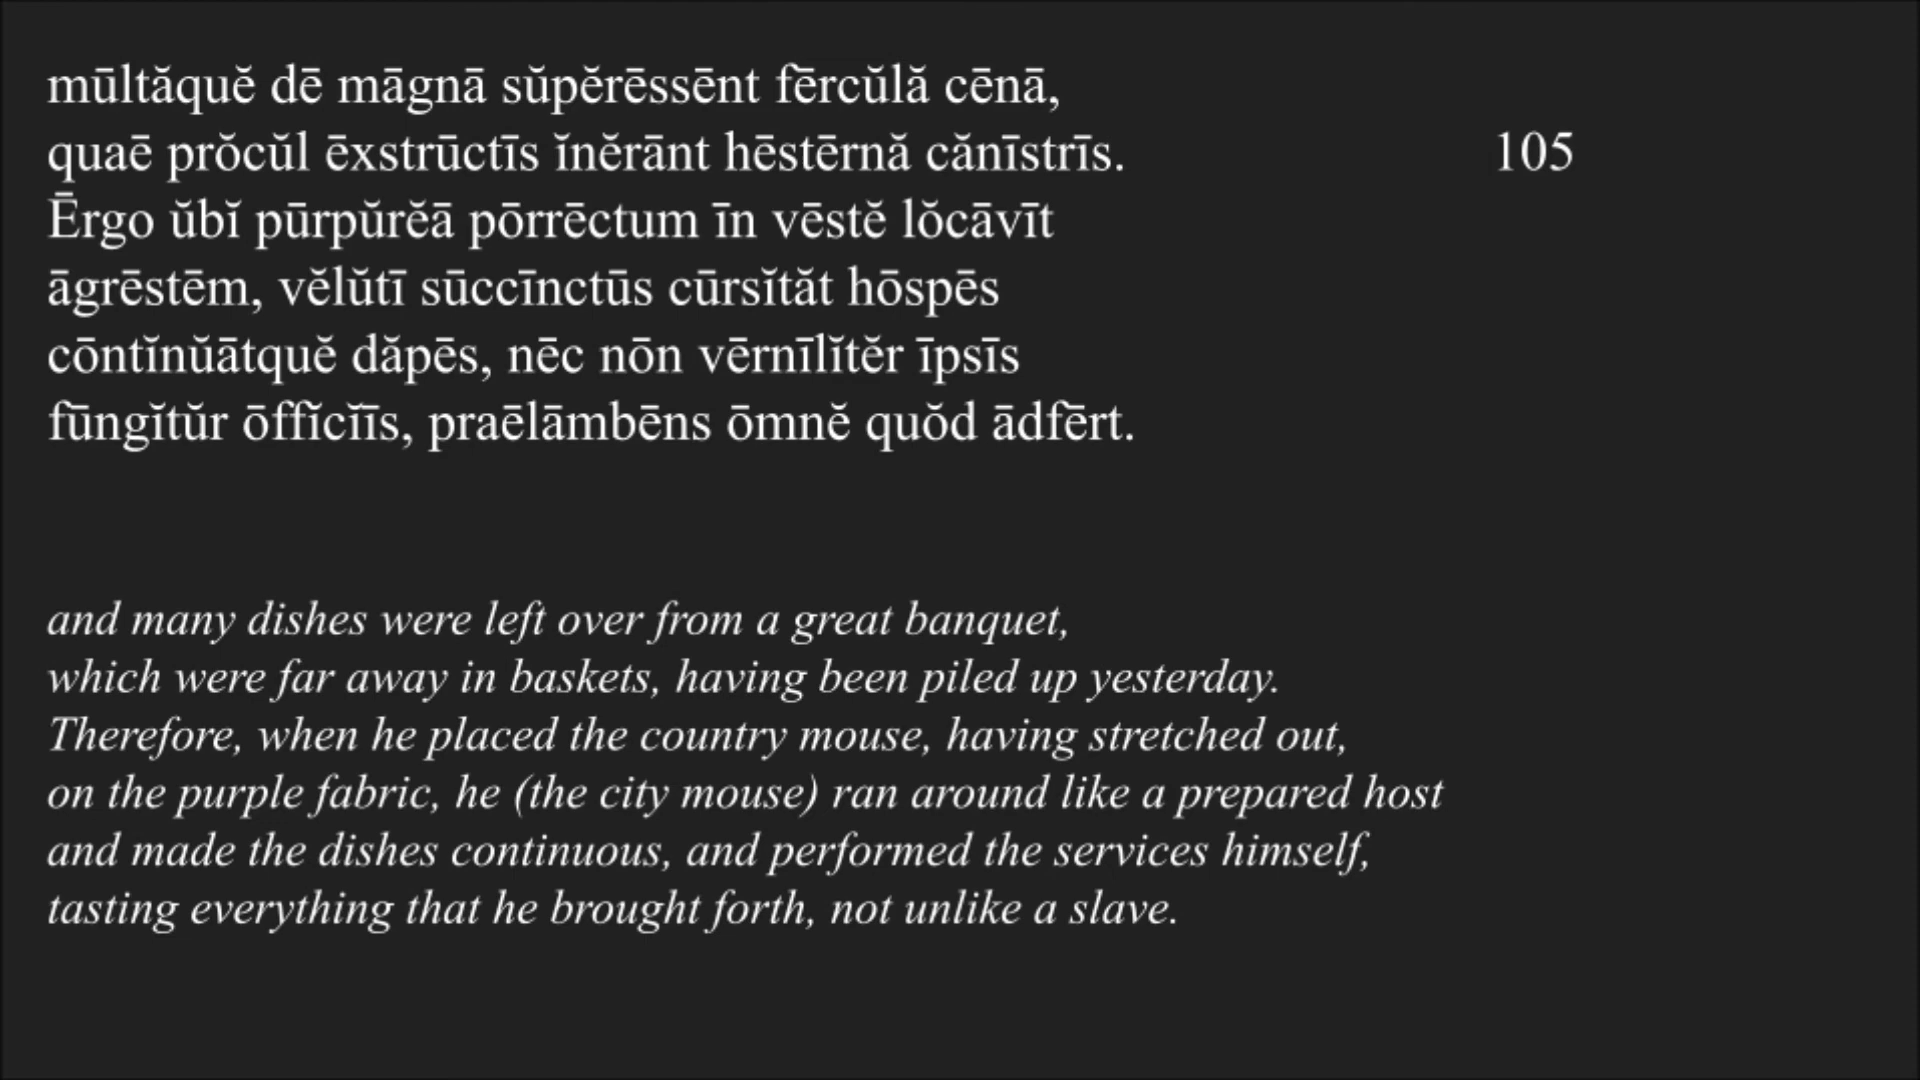 mūltăquĕ dē māgnā sŭpĕrēssēnt fērcŭlă cēnā,
quaē prŏcŭl ēxstrūctīs ĭnĕrānt hēstērnă cănīstrīs. 105
Ērgo ŭbĭ pūrpŭrĕā pōrrēctum īn vēstĕ lŏcāvīt
āgrēstēm, vĕlŭtī sūccīnctūs cūrsĭtăt hōspēs
cōntĭnŭātquĕ dăpēs, nēc nōn vērnīlĭtĕr īpsīs
fūngĭtŭr ōffĭcĭīs, praēlāmbēns ōmnĕ quŏd ādfērt.
and many dishes were left over from a great banquet,
which were far away in baskets, having been piled up yesterday.
Therefore, when he placed the country mouse, having stretched out,
on the purple fabric, he (the city mouse) ran around like a prepared host
and made the dishes continuous, and performed the services himself,
tasting everything that he brought forth, not unlike a slave.